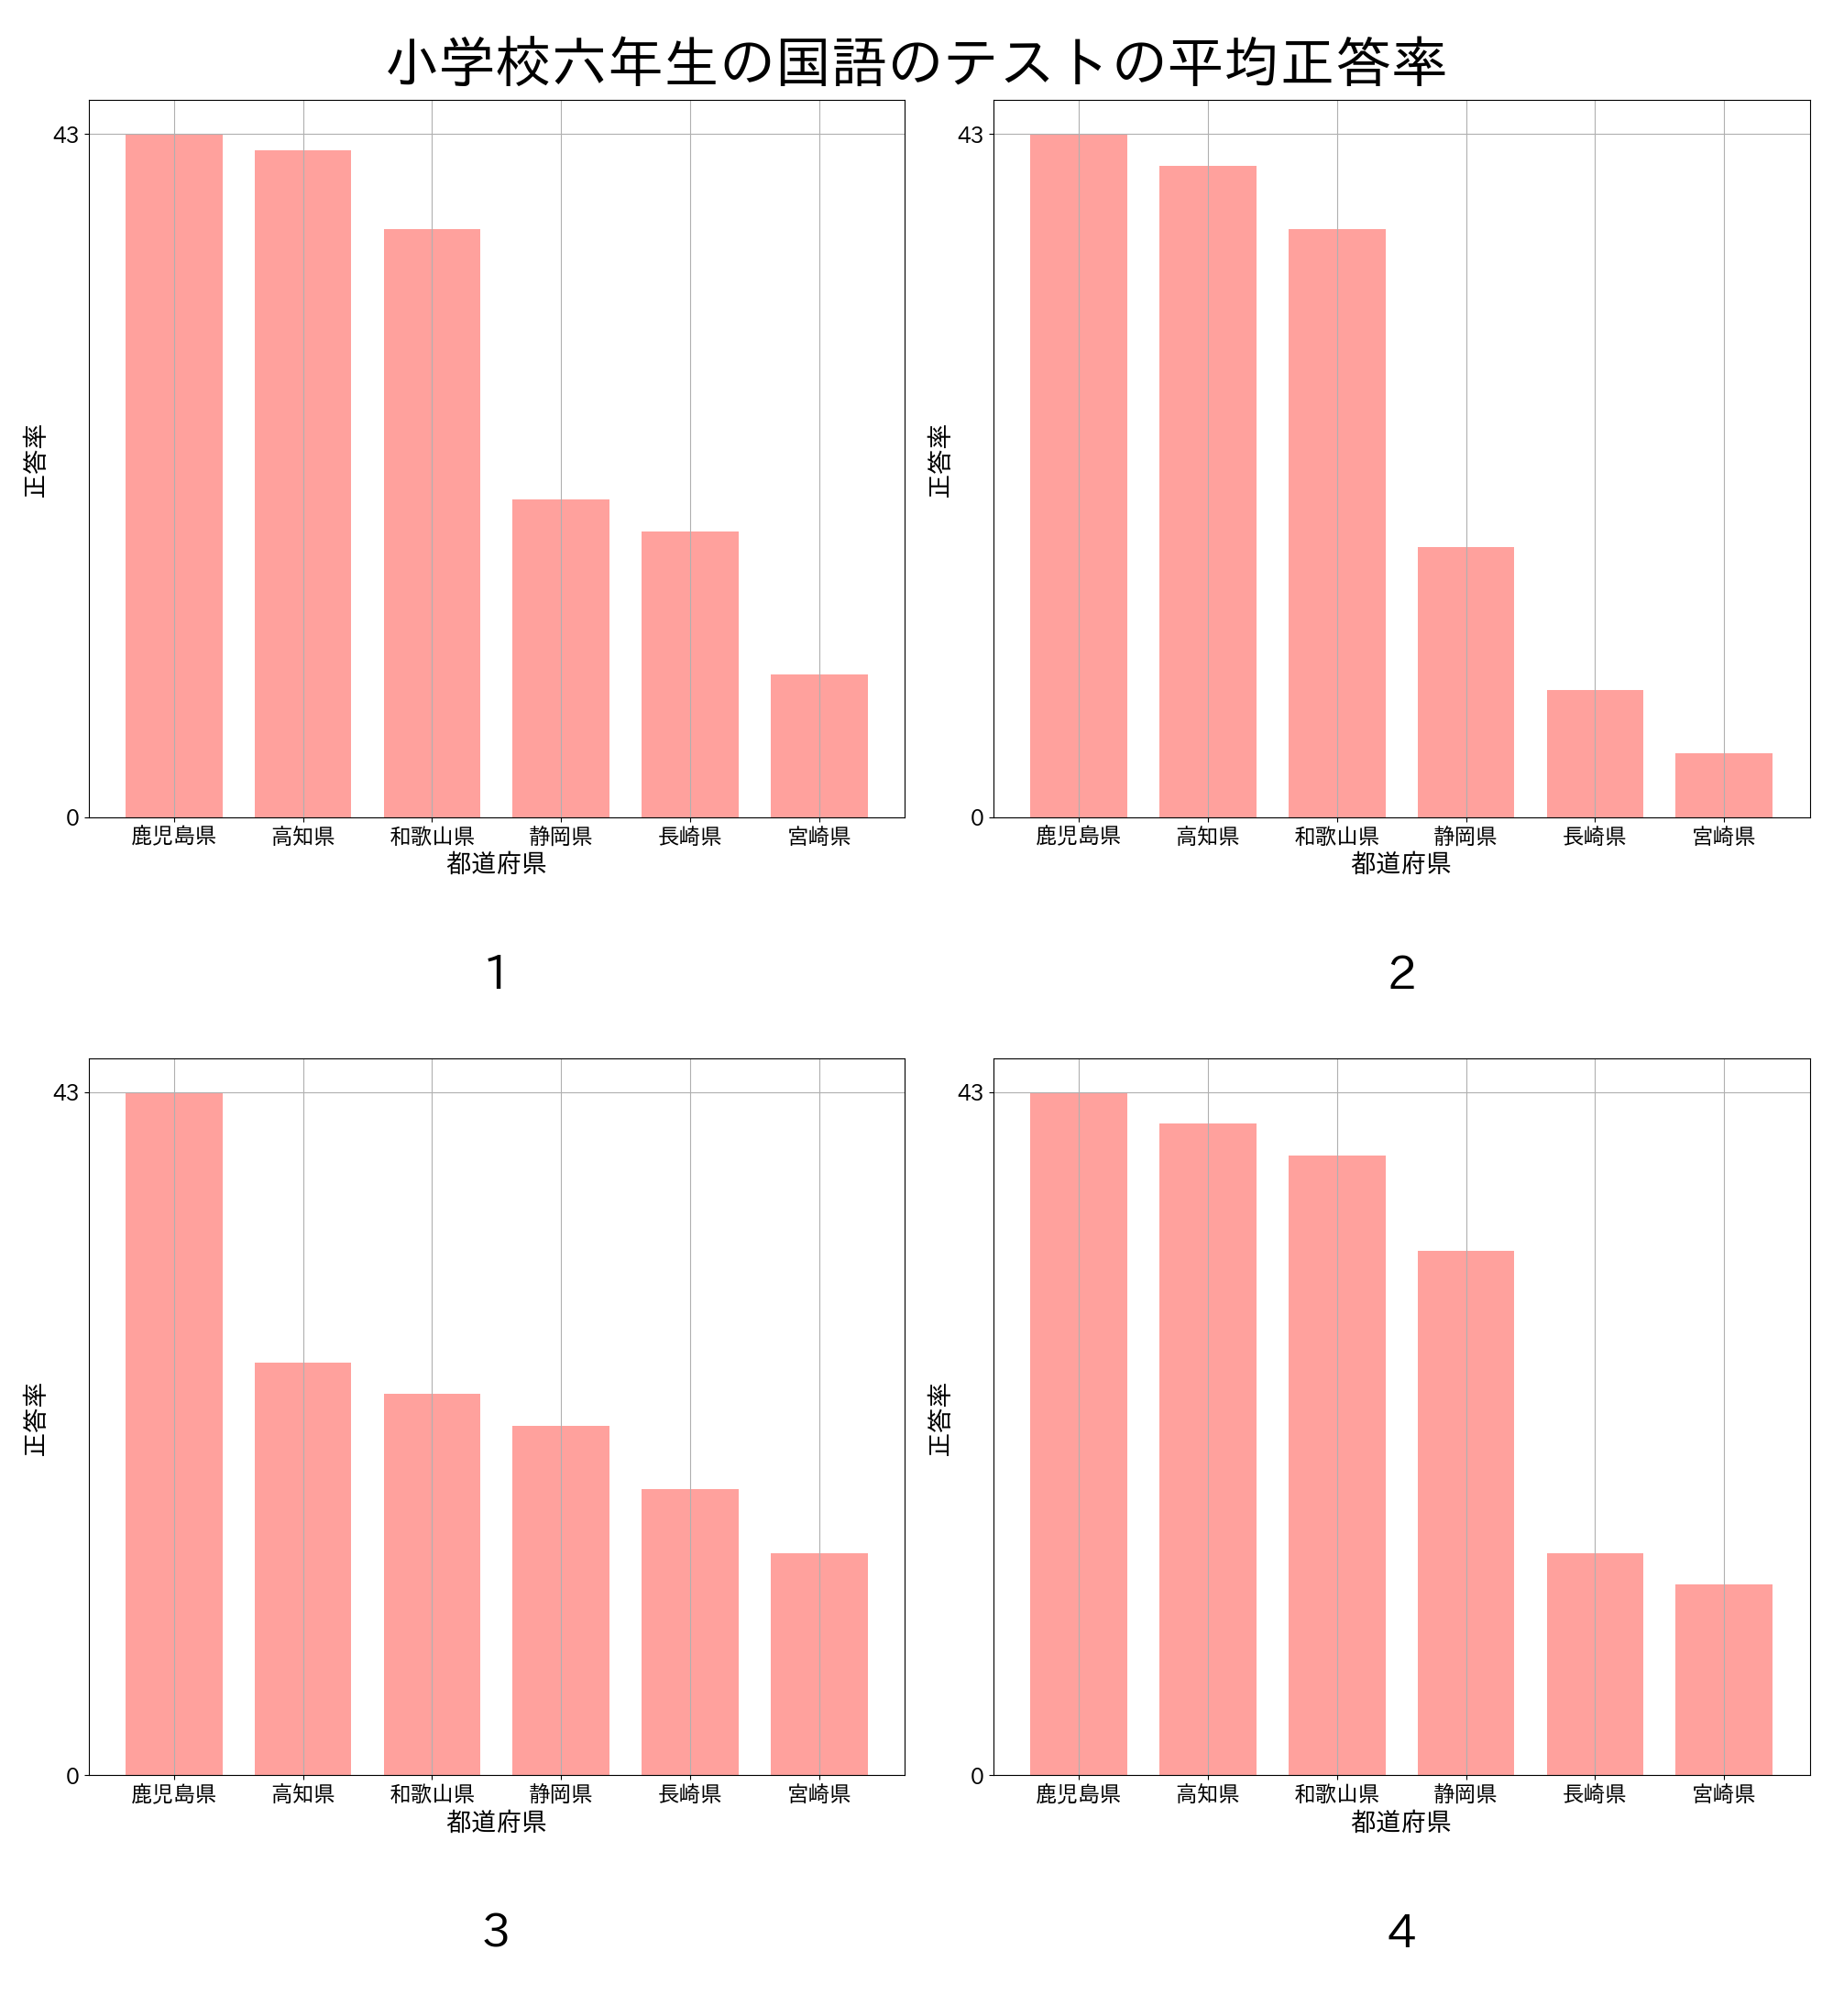 小学校六年生の国語のテストの平均正答率
43
0
正答率
鹿児島県 高知県 和歌山県 静岡県 長崎県 宮崎県
都道府県
1
43
0
正答率
鹿児島県 高知県 和歌山県 静岡県 長崎県 宮崎県
都道府県
2
43
0
正答率
鹿児島県 高知県 和歌山県 静岡県 長崎県 宮崎県
都道府県
3
43
0
正答率
鹿児島県 高知県 和歌山県 静岡県 長崎県 宮崎県
都道府県
4